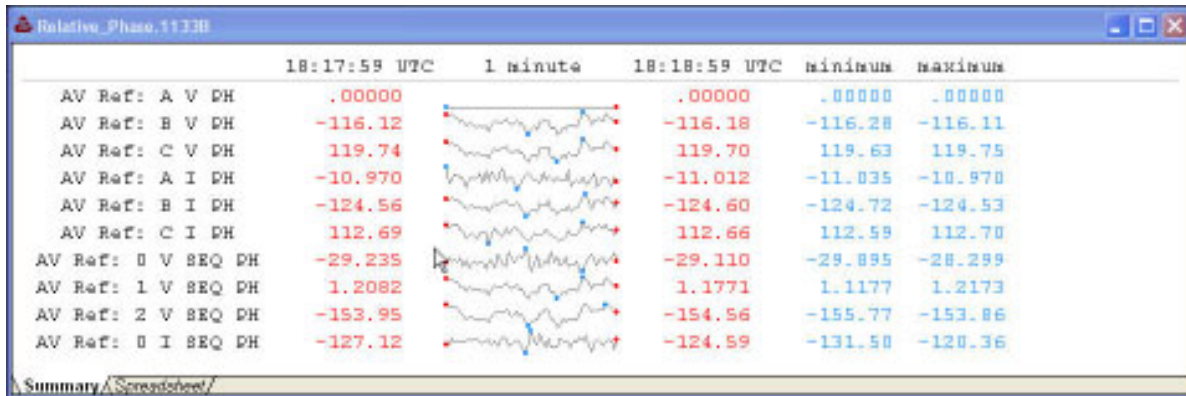 Relative_Phase.1133B
18:17:59 UTC 1 minute 18:18:59 UTC minimum maximum
AV Ref: A V PH .00000 .00000 .00000 .00000
AV Ref: B V PH -116.12 -116.18 -116.28 -116.11
AV Ref: C V PH 119.74 119.70 119.63 119.75
AV Ref: A I PH -10.970 -11.012 -11.035 -10.970
AV Ref: B I PH -124.56 -124.60 -124.72 -124.53
AV Ref: C I PH 112.69 112.66 112.59 112.70
AV Ref: 0 V SEQ PH -29.235 -29.110 -29.895 -28.299
AV Ref: 1 V SEQ PH 1.2082 1.1771 1.1177 1.2173
AV Ref: 2 V SEQ PH -153.95 -154.56 -155.77 -153.86
AV Ref: 0 I SEQ PH -127.12 -124.59 -131.50 -120.36
Summary Spreadsheet